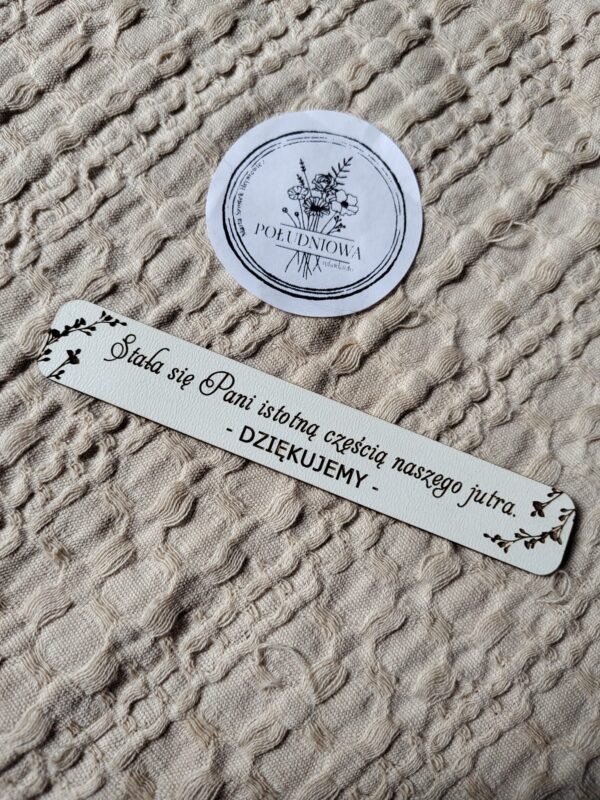 POŁUDNIOWA
Stała się Pani istotną częścią naszego jutra.
- DZIĘKUJEMY -